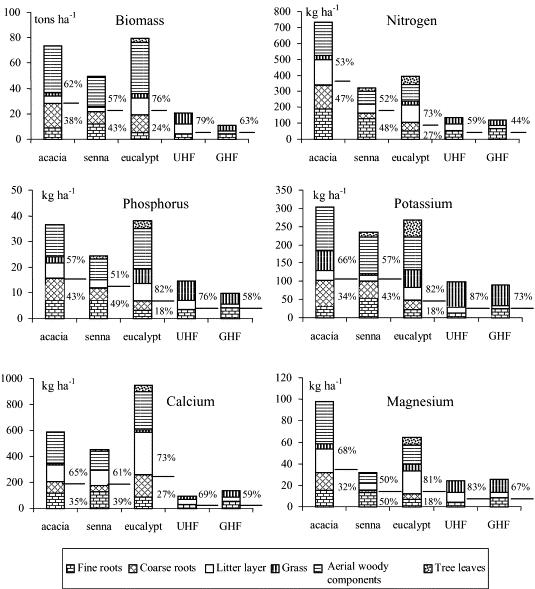 tons ha-1 Biomass
100
80
60
40
20
0
62% 57% 76% 79% 63%
38% 43% 24%
acacia senna eucalypt UHF GHF
kg ha-1 Nitrogen
800
700
600
500
400
300
200
100
0
53% 52% 73% 59% 44%
47% 48% 27%
acacia senna eucalypt UHF GHF
kg ha-1 Phosphorus
50
40
30
20
10
0
57% 51% 82% 76% 58%
43% 49% 18%
acacia senna eucalypt UHF GHF
kg ha-1 Potassium
350
300
250
200
150
100
50
0
66% 57% 82% 87% 73%
34% 43% 18%
acacia senna eucalypt UHF GHF
kg ha-1 Calcium
1000
800
600
400
200
0
65% 61% 73% 69% 59%
35% 39% 27%
acacia senna eucalypt UHF GHF
kg ha-1 Magnesium
120
100
80
60
40
20
0
68% 50% 81% 83% 67%
32% 50% 18%
acacia senna eucalypt UHF GHF
Fine roots Coarse roots Litter layer Grass Aerial woody Tree leaves
components